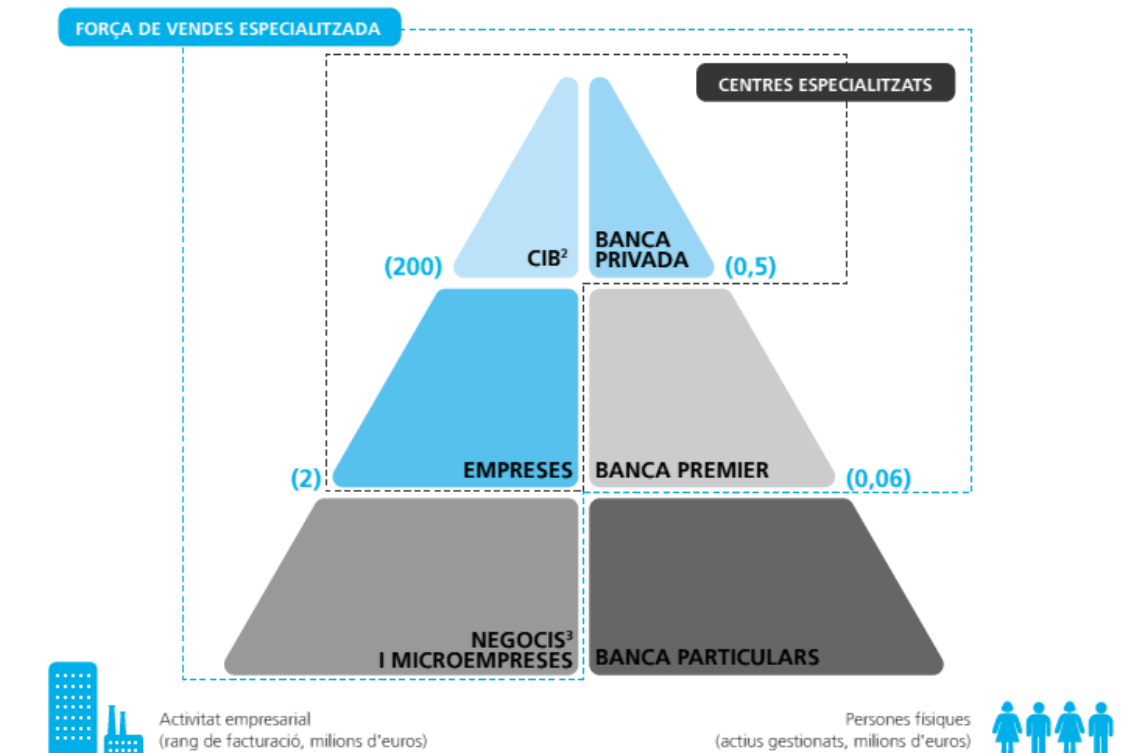 FORÇA DE VENDES ESPECIALITZADA
CENTRES ESPECIALITZATS
CIB²
BANCA
PRIVADA
(200)
(0,5)
EMPRESES
BANCA PREMIER
(2)
(0,06)
NEGOCIS³
I MICROEMPRESES
BANCA PARTICULARS
Activitat empresarial
(rang de facturació, milions d'euros)
Persones físiques
(actius gestionats, milions d'euros)